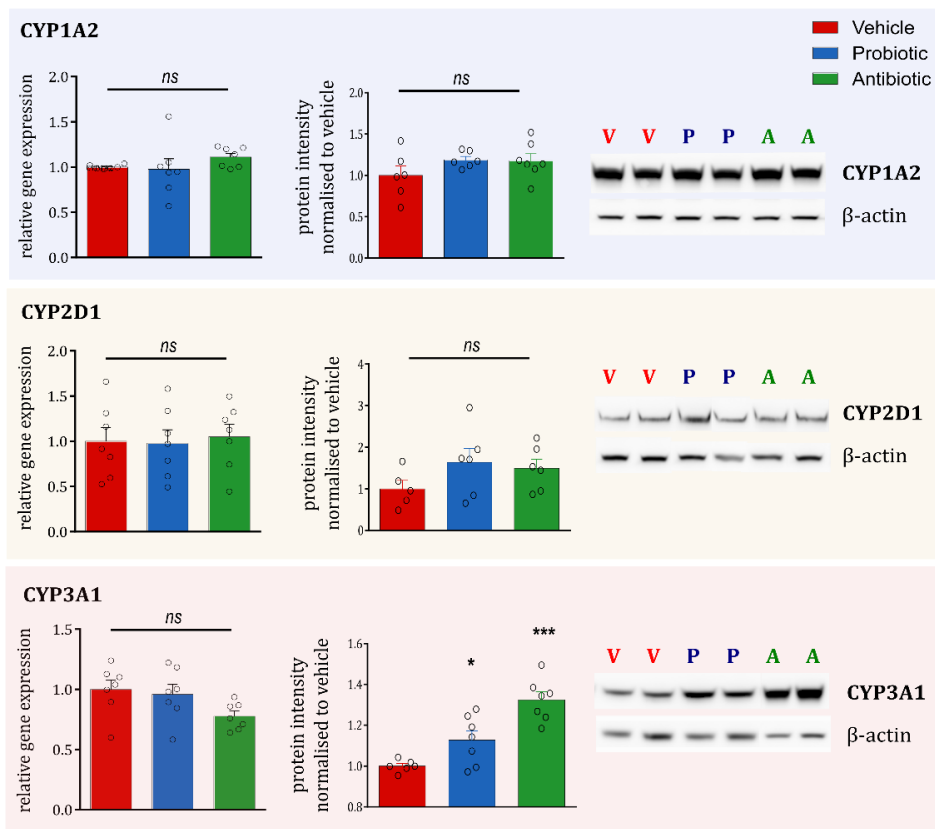 CYP1A2
Vehicle
Probiotic
Antibiotic
relative gene expression
2.0
1.5
1.0
0.5
0.0
ns
protein intensity
normalised to vehicle
2.0
1.5
1.0
0.5
0.0
ns
V V P P A A
CYP1A2
β-actin
CYP2D1
relative gene expression
2.0
1.5
1.0
0.5
0.0
ns
protein intensity
normalised to vehicle
4
3
2
1
0
ns
V V P P A A
CYP2D1
β-actin
CYP3A1
relative gene expression
1.5
1.0
0.5
0.0
ns
protein intensity
normalised to vehicle
1.6
1.4
1.2
1.0
0.8
*
***
V V P P A A
CYP3A1
β-actin